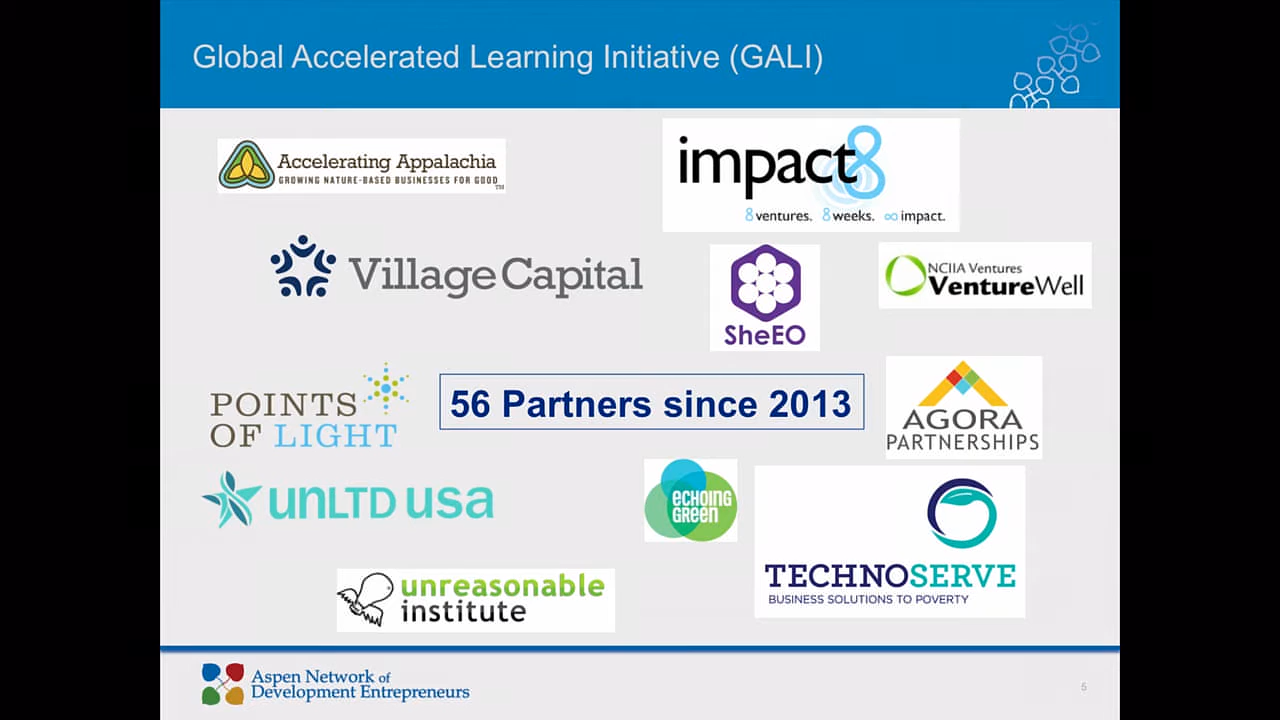 Global Accelerated Learning Initiative (GALI)
Accelerating Appalachia
GROWING NATURE-BASED BUSINESSES FOR GOOD TM
impact8
8 ventures. 8 weeks. ∞ impact.
Village Capital
SheEO
NCIIA Ventures
VentureWell
POINTS
OF LIGHT
56 Partners since 2013
AGORA
PARTNERSHIPS
UNLTD USA
ECHOING
GREEN
TECHNOSERVE
BUSINESS SOLUTIONS TO POVERTY
unreasonable
institute
Aspen Network of
Development Entrepreneurs
5